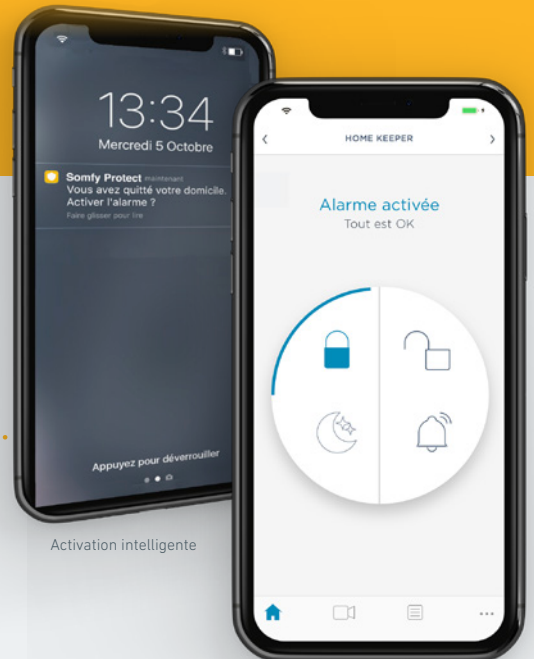 13:34
Mercredi 5 Octobre
Somfy Protect maintenant
Vous avez quitté votre domicile.
Activer l'alarme ?
Faire glisser pour lire
Appuyez pour déverrouiller
Activation intelligente
HOME KEEPER
Alarme activée
Tout est OK